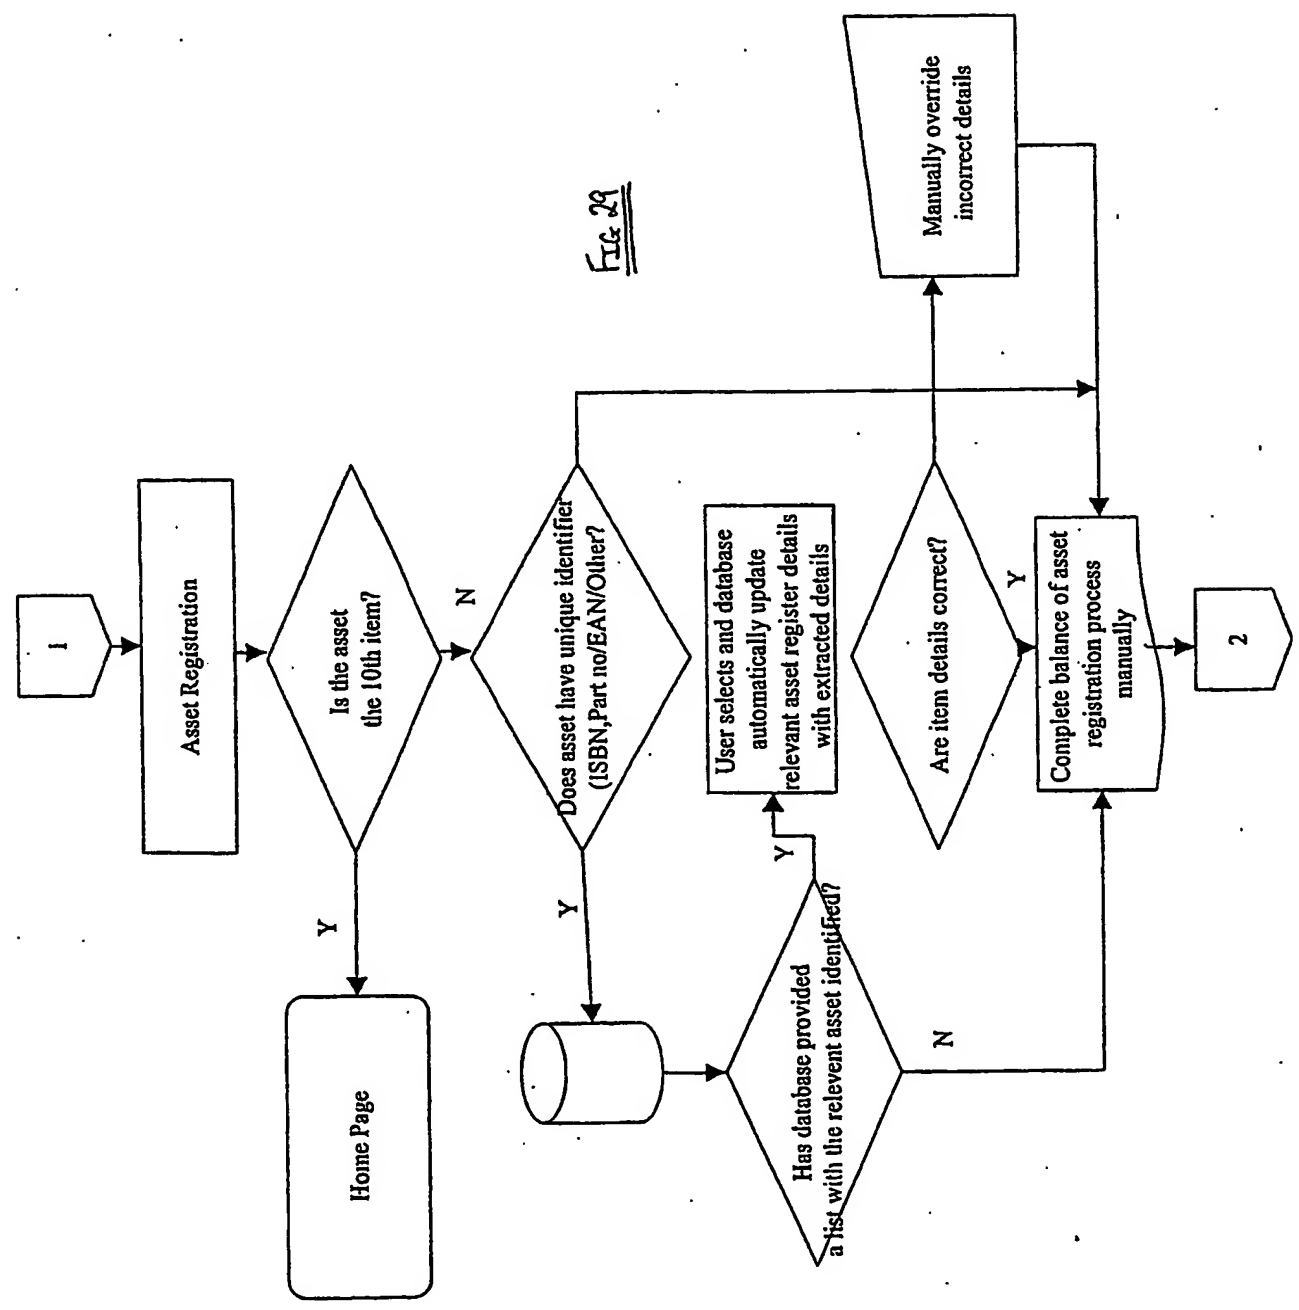 1
Asset Registration
Is the asset
the 10th item?
Y
N
Home Page
Does asset have unique identifier
(ISBN,Part no/EAN/Other?
Y
FIG 29
Has database provided
a list with the relevent asset identified?
Y
N
User selects and database
automatically update
relevant asset register details
with extracted details
Are item details correct?
Y
Manually override
incorrect details
Complete balance of asset
registration process
manually
2